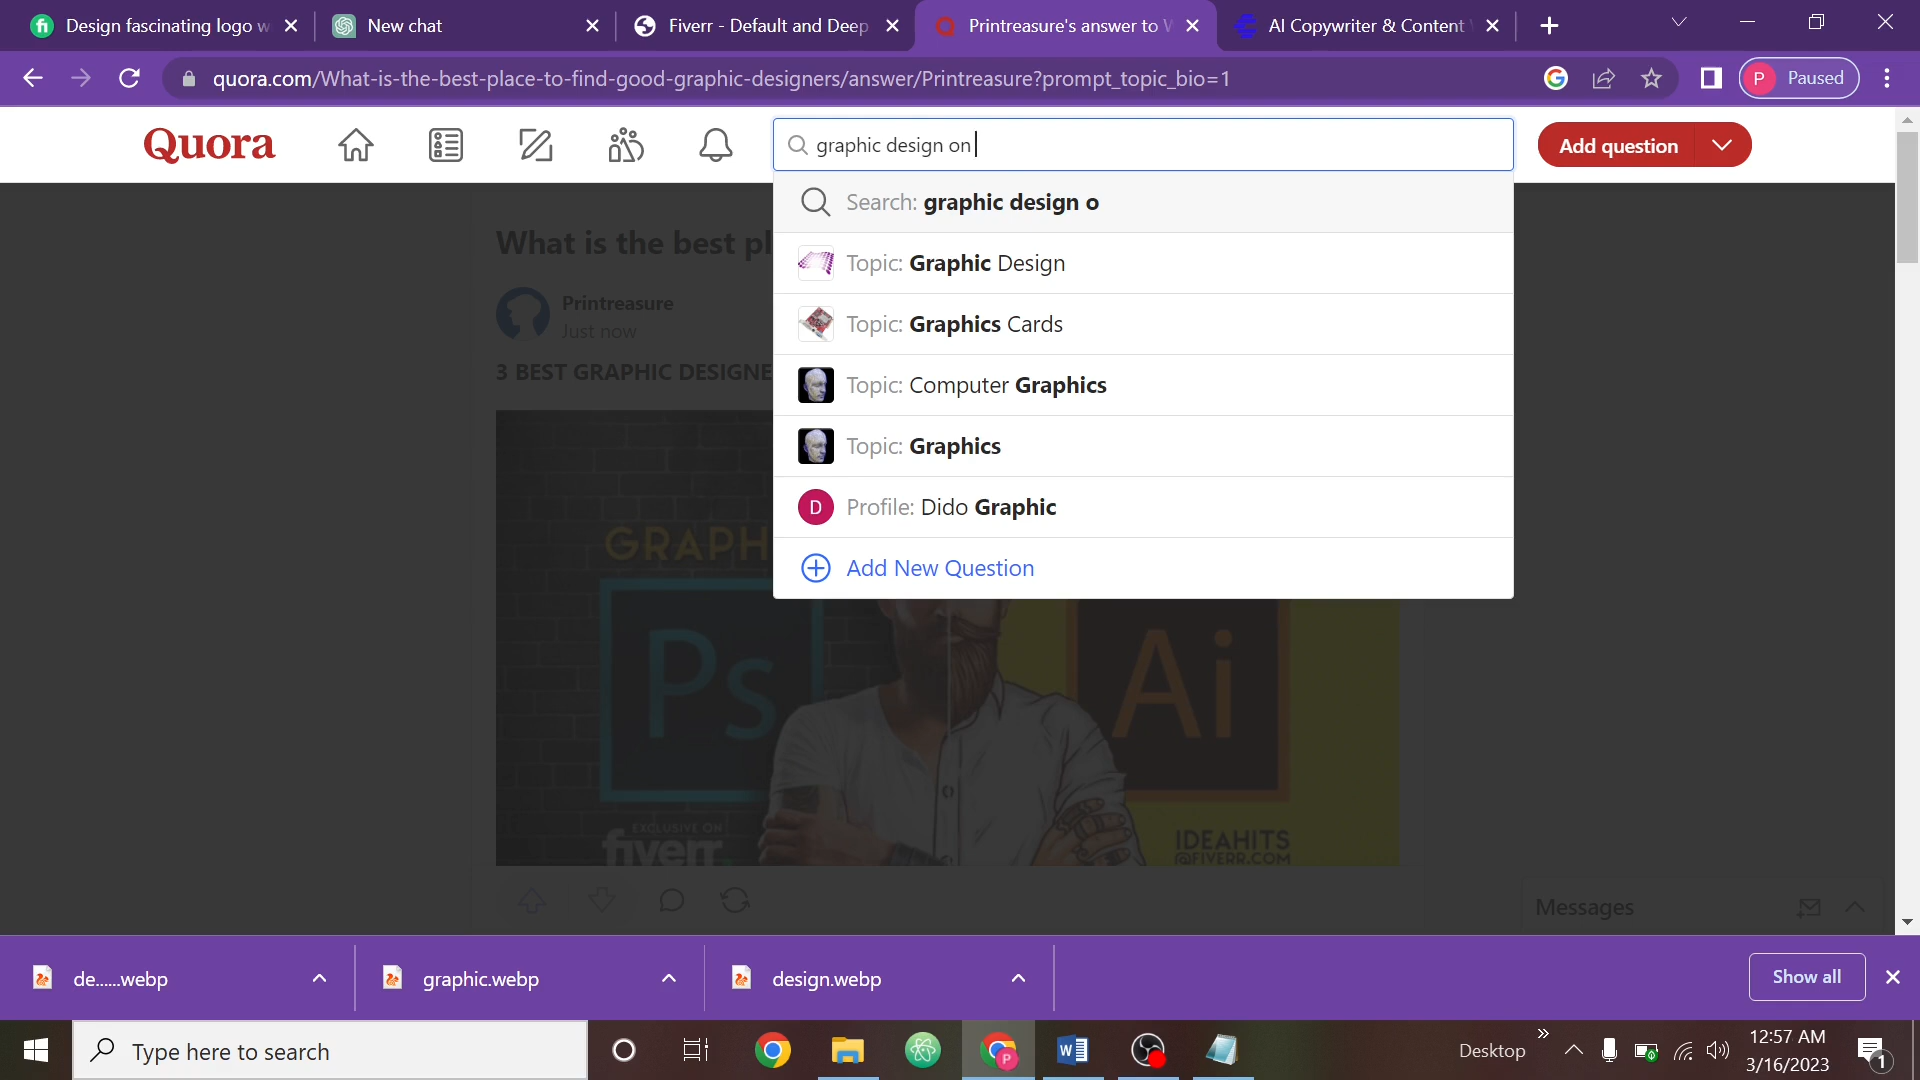 Design fascinating logo w
New chat
Fiverr - Default and Deep
Printreasure's answer to W
AI Copywriter & Content W
quora.com/What-is-the-best-place-to-find-good-graphic-designers/answer/Printreasure?prompt_topic_bio=1
P Paused
Quora
graphic design on
Add question
Search: graphic design o
What is the best pl
Topic: Graphic Design
Printreasure
Just now
Topic: Graphics Cards
3 BEST GRAPHIC DESIGNE
Topic: Computer Graphics
Topic: Graphics
D Profile: Dido Graphic
GRAPH
Add New Question
Ps
Ai
EXCLUSIVE ON
fiverr
IDEAHITS
@FIVERR.COM
Messages
de......webp
graphic.webp
design.webp
Show all
Type here to search
Desktop
12:57 AM
3/16/2023
1